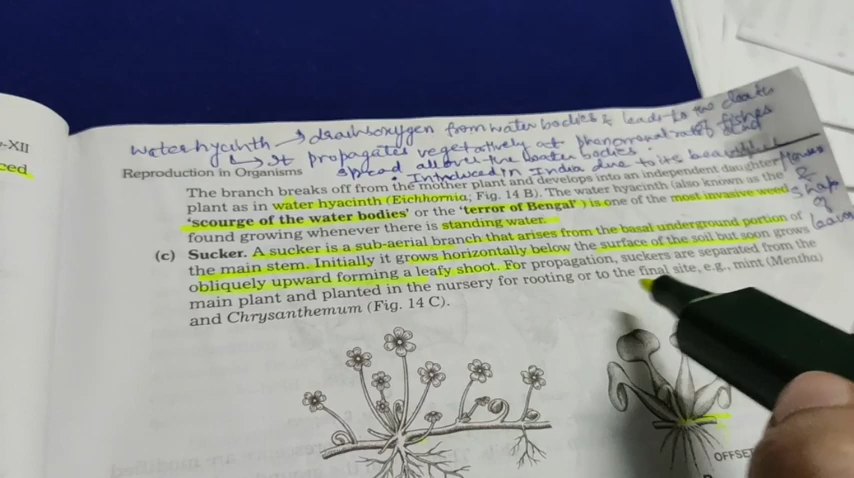 waterhyacinth → drains oxygen from water bodies & leads to the death
↳ It propagates vegetatively at phenomenal rate & of fishes
spread all over the water bodies.
• Introduced in India due to its beautiful flowers
& shape of leaves
-XII
ced
Reproduction in Organisms
The branch breaks off from the mother plant and develops into an independent daughter
plant as in water hyacinth (Eichhornia; Fig. 14 B). The water hyacinth (also known as the
'scourge of the water bodies' or the 'terror of Bengal') is one of the most invasive weed
found growing whenever there is standing water.
(c) Sucker. A sucker is a sub-aerial branch that arises from the basal underground portion of
the main stem. Initially it grows horizontally below the surface of the soil but soon grows
obliquely upward forming a leafy shoot. For propagation, suckers are separated from the
main plant and planted in the nursery for rooting or to the final site, e.g., mint (Mentha)
and Chrysanthemum (Fig. 14 C).
OFFSET